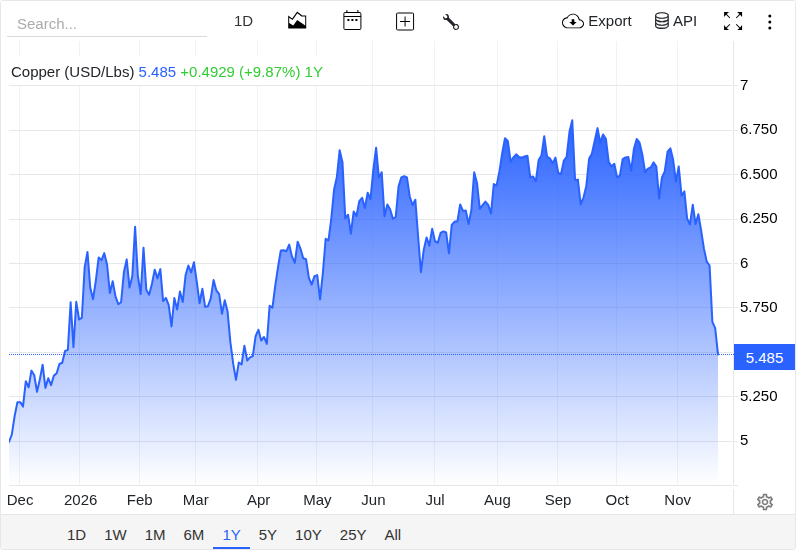 Search... 1D Export API
Copper (USD/Lbs) 5.485 +0.4929 (+9.87%) 1Y
7
6.750
6.500
6.250
6
5.750
5.485
5.250
5
Dec 2026 Feb Mar Apr May Jun Jul Aug Sep Oct Nov
1D 1W 1M 6M 1Y 5Y 10Y 25Y All